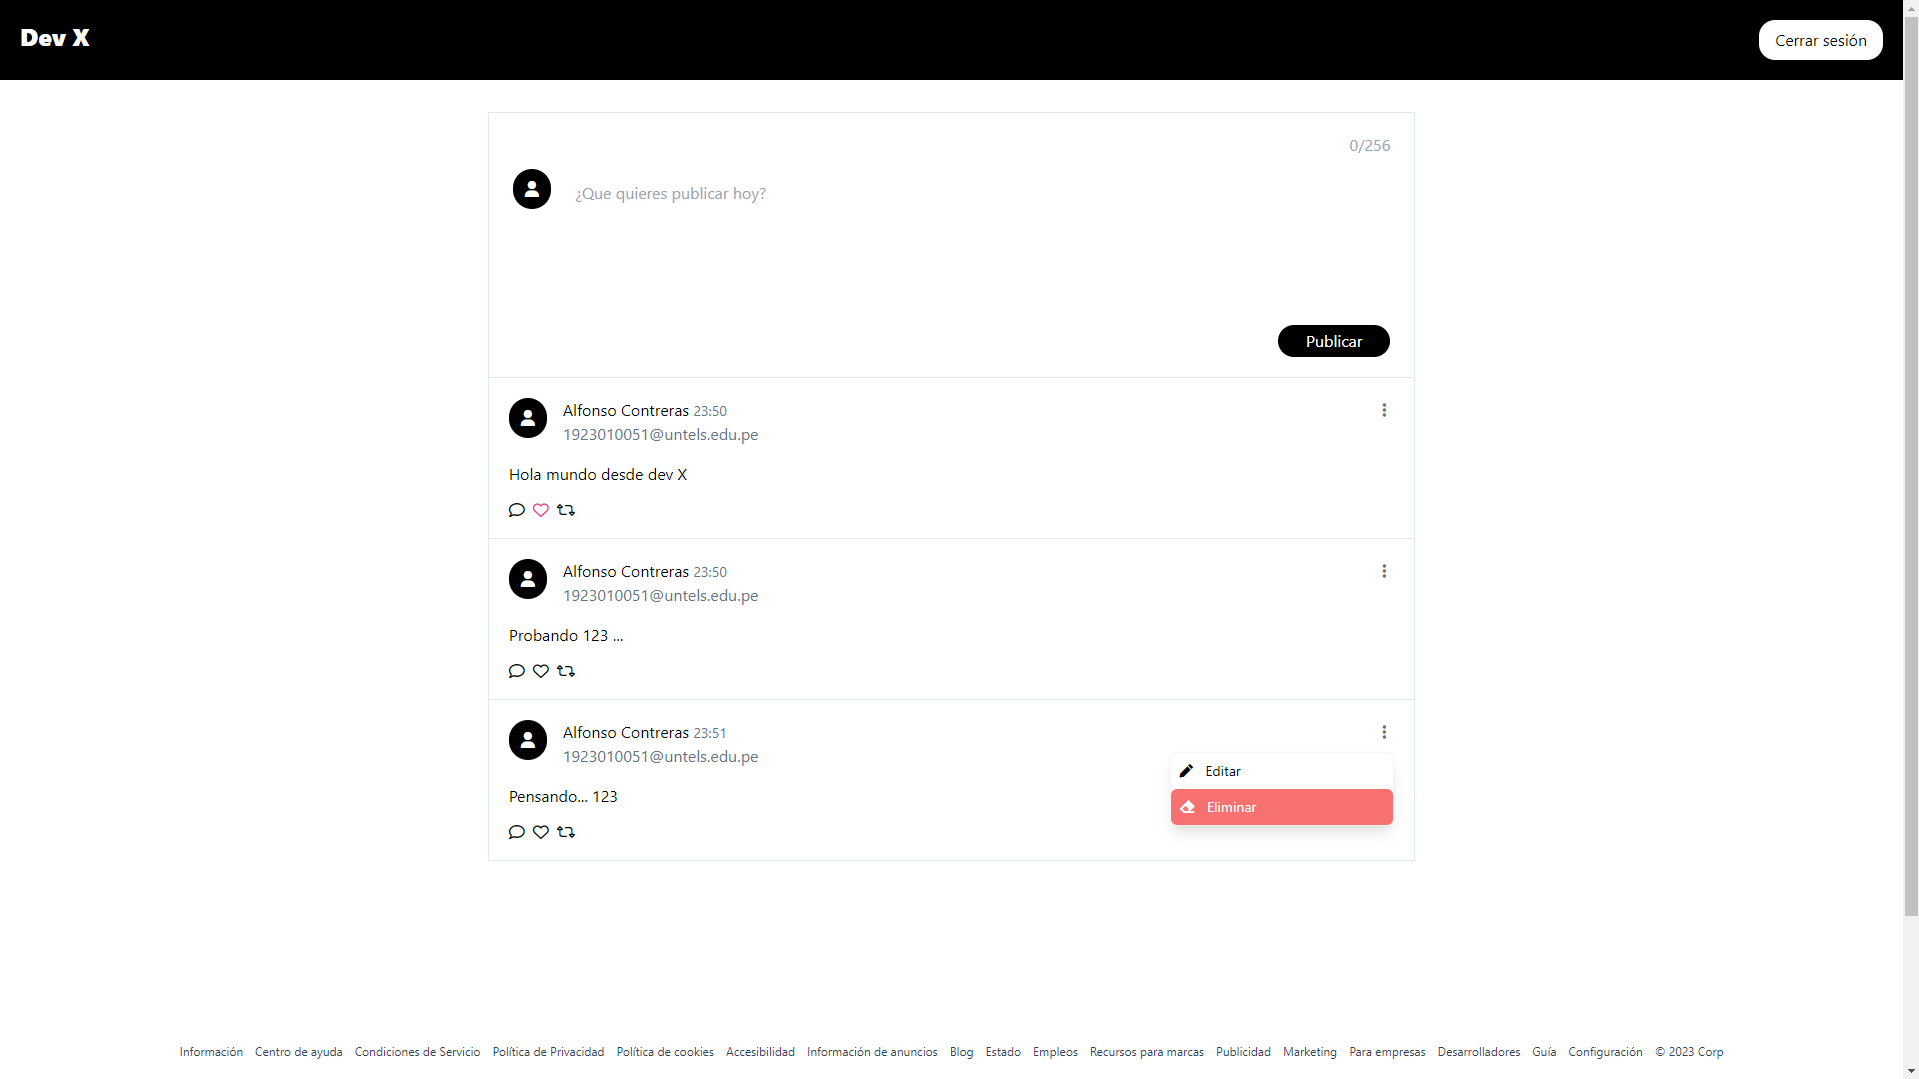 Dev X
Cerrar sesión
0/256
¿Que quieres publicar hoy?
Publicar
Alfonso Contreras 23:50
1923010051@untels.edu.pe
Hola mundo desde dev X
Alfonso Contreras 23:50
1923010051@untels.edu.pe
Probando 123 ...
Alfonso Contreras 23:51
1923010051@untels.edu.pe
Editar
Pensando... 123
Eliminar
Información Centro de ayuda Condiciones de Servicio Política de Privacidad Política de cookies Accesibilidad Información de anuncios Blog Estado Empleos Recursos para marcas Publicidad Marketing Para empresas Desarrolladores Guía Configuración © 2023 Corp